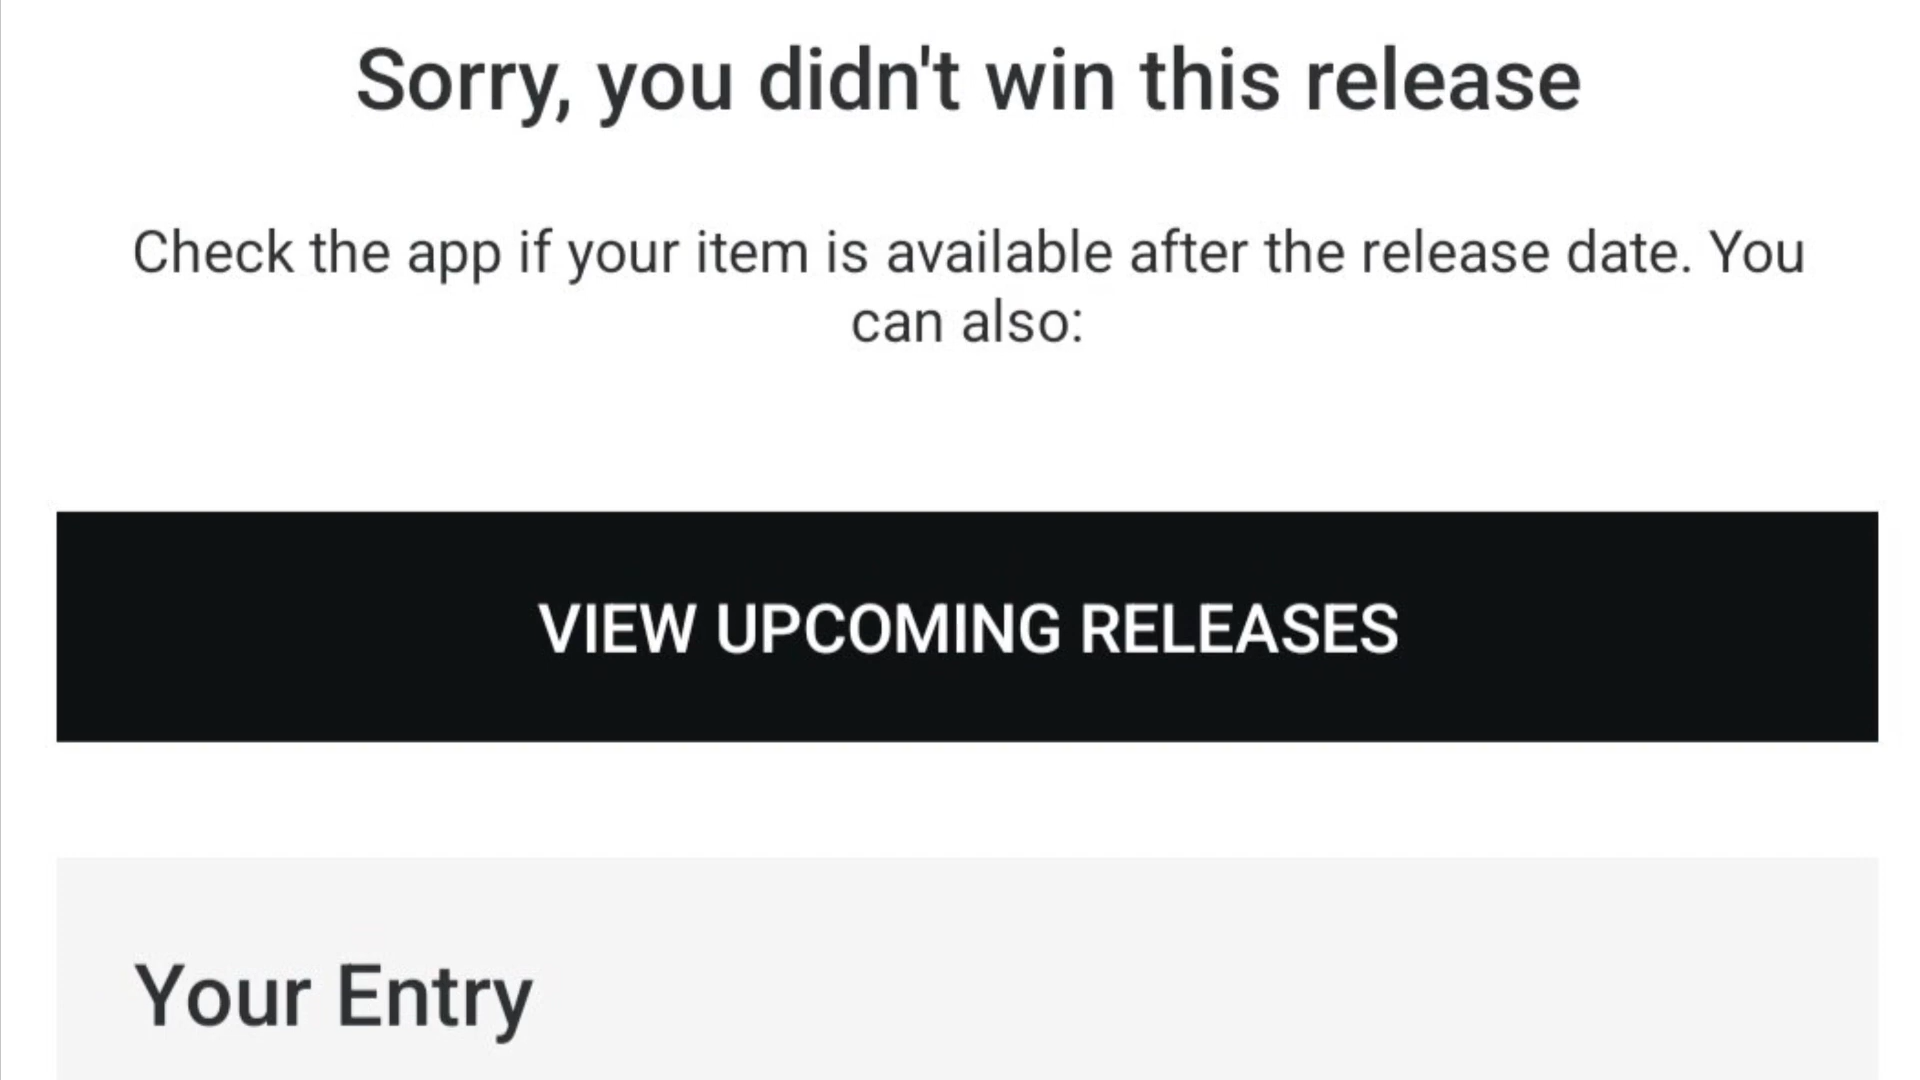 Sorry, you didn't win this release
Check the app if your item is available after the release date. You
can also:
VIEW UPCOMING RELEASES
Your Entry